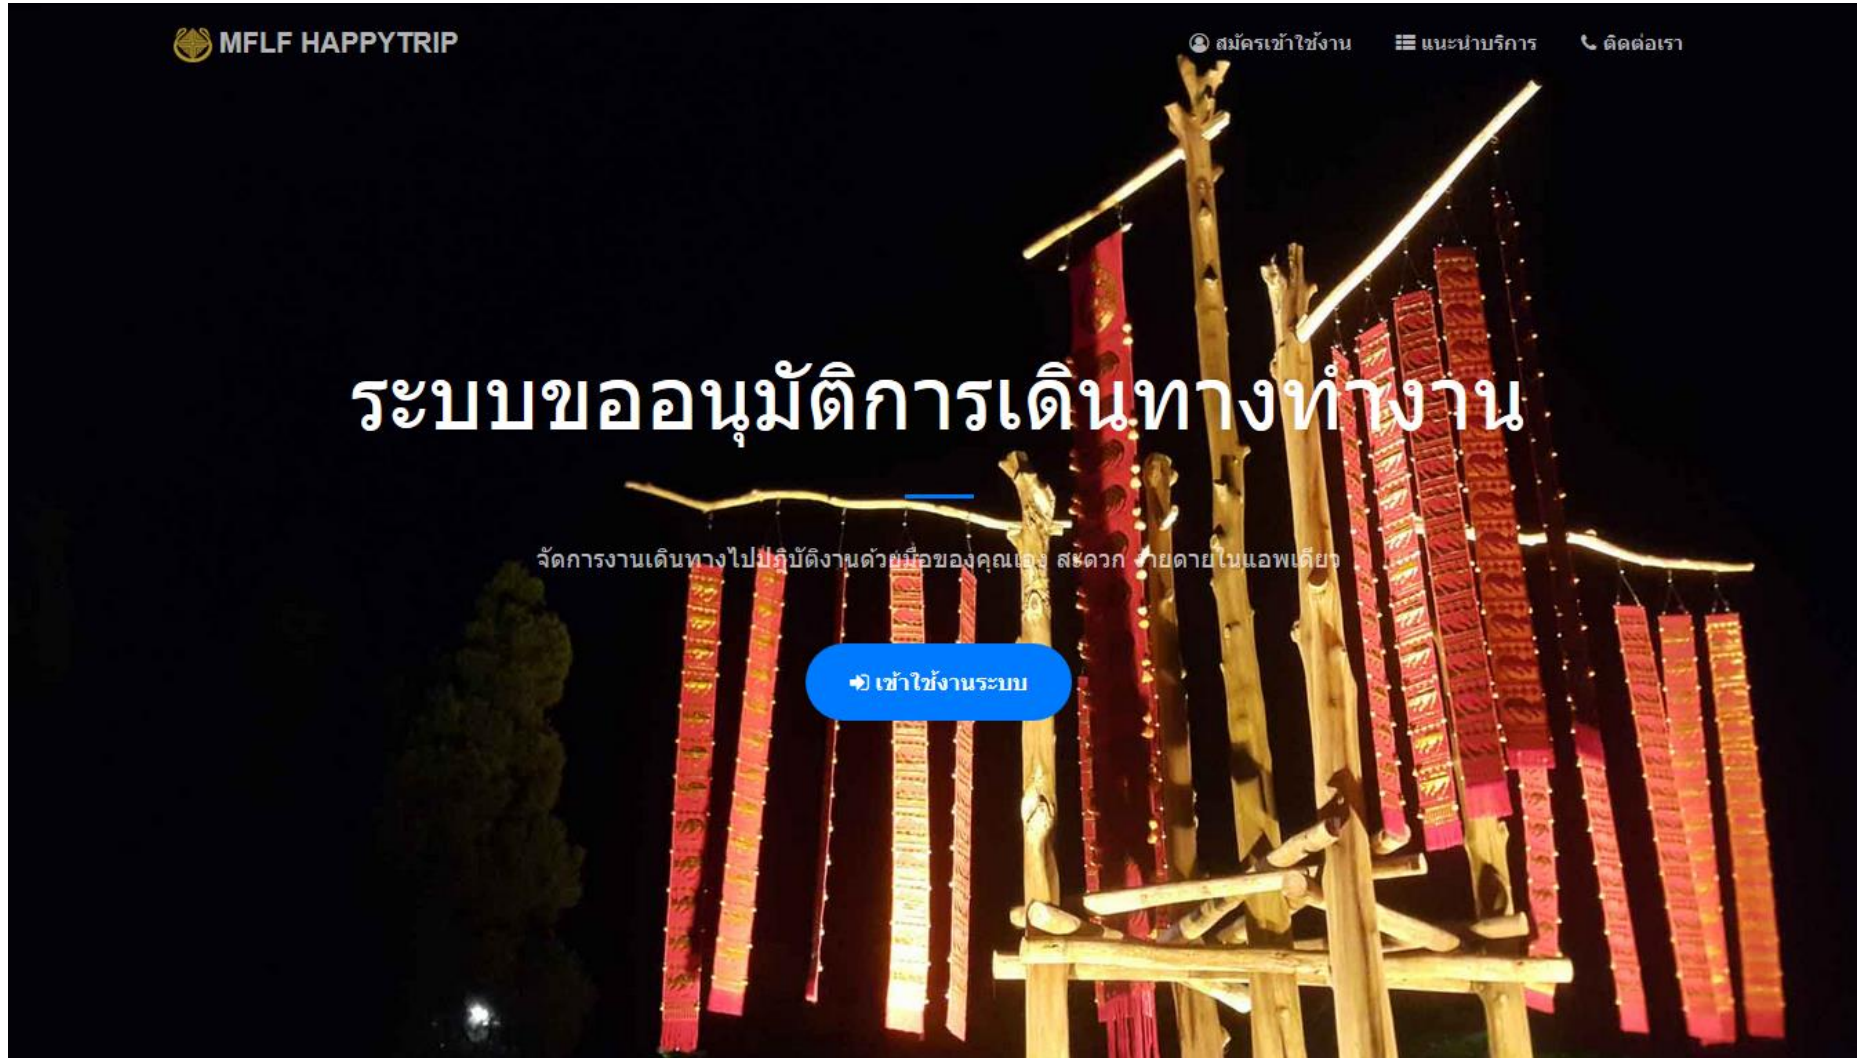 MFLF HAPPYTRIP
สมัครเข้าใช้งาน
แนะนำบริการ
ติดต่อเรา
ระบบขออนุมัติการเดินทางทำงาน
จัดการงานเดินทางไปปฎิบัติงานด้วยมือของคุณเอง สะดวก ง่ายดายในแอพเดียว
เข้าใช้งานระบบ